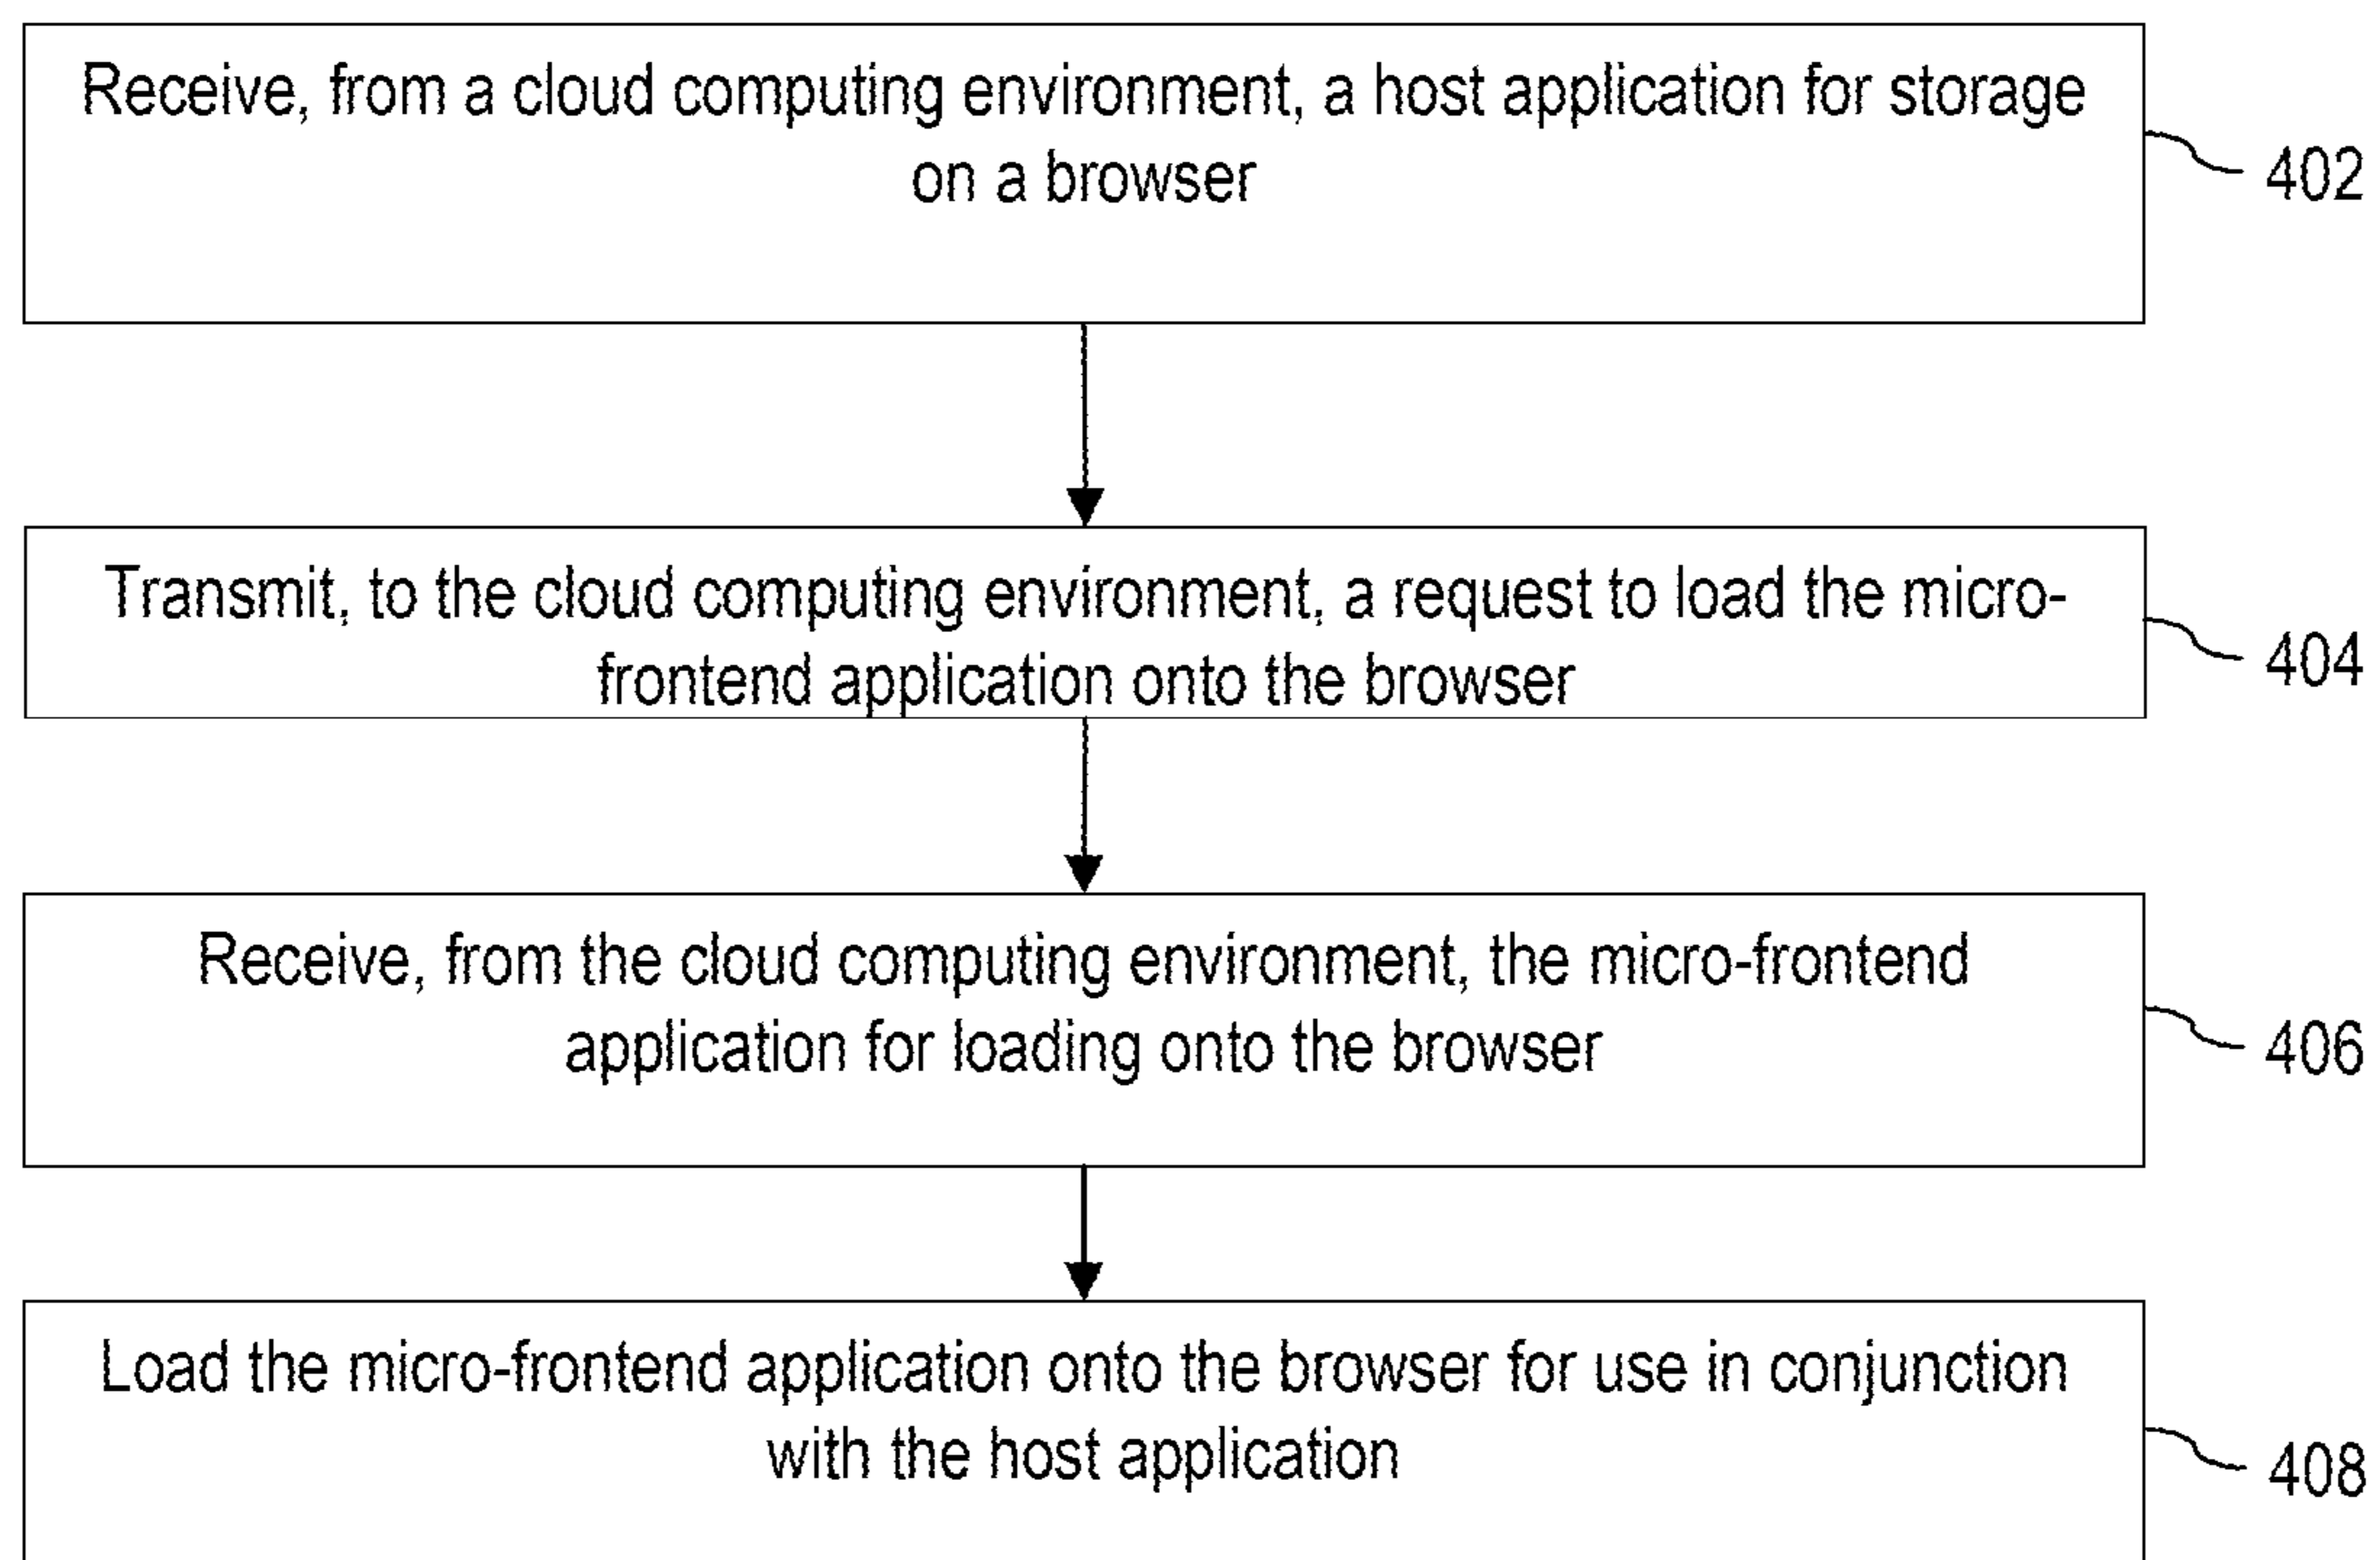 Receive, from a cloud computing environment, a host application for storage
on a browser
402
Transmit, to the cloud computing environment, a request to load the micro-
frontend application onto the browser
404
Receive, from the cloud computing environment, the micro-frontend
application for loading onto the browser
406
Load the micro-frontend application onto the browser for use in conjunction
with the host application
408